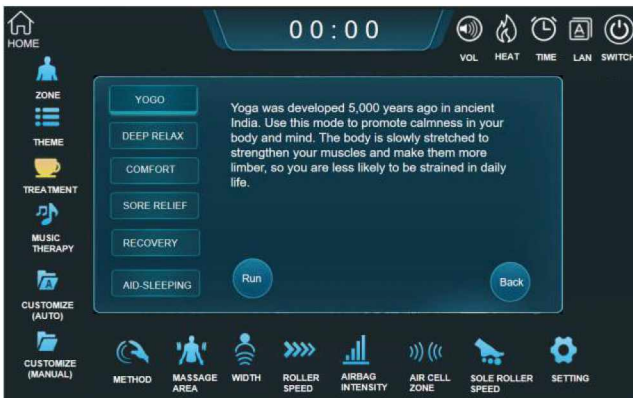 HOME
00:00
VOL
HEAT
TIME
A
LAN
SWITCH
ZONE
THEME
TREATMENT
MUSIC
THERAPY
A
CUSTOMIZE
(AUTO)
CUSTOMIZE
(MANUAL)
YOGO
DEEP RELAX
COMFORT
SORE RELIEF
RECOVERY
AID-SLEEPING
Yoga was developed 5,000 years ago in ancient
India. Use this mode to promote calmness in your
body and mind. The body is slowly stretched to
strengthen your muscles and make them more
limber, so you are less likely to be strained in daily
life.
Run
Back
METHOD
MASSAGE
AREA
WIDTH
ROLLER
SPEED
AIRBAG
INTENSITY
AIR CELL
ZONE
SOLE ROLLER
SPEED
SETTING